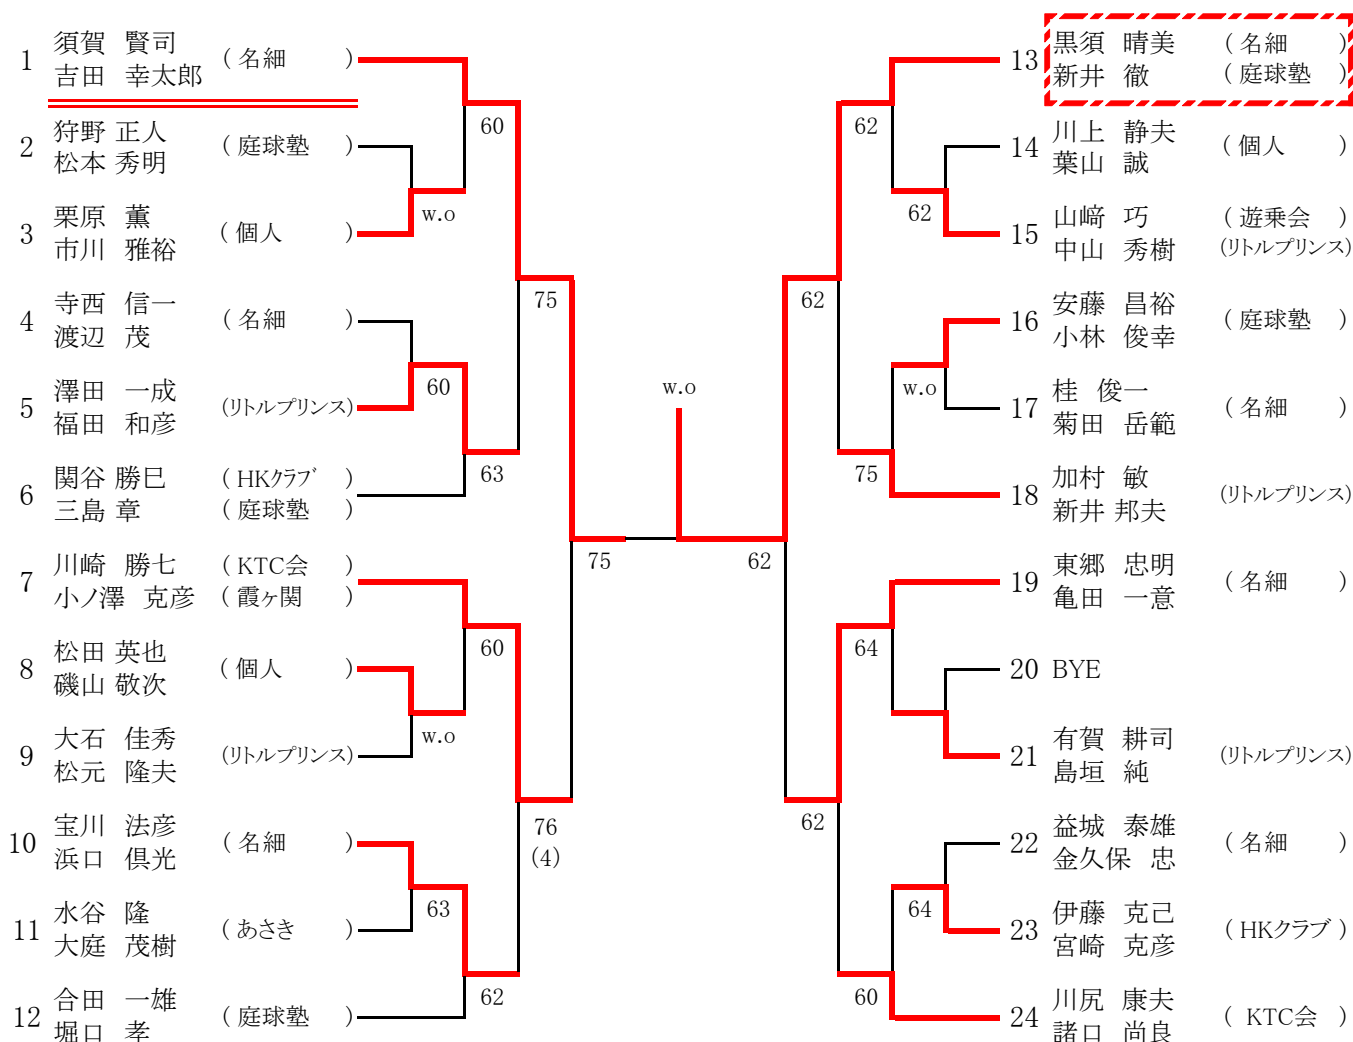 1 須賀 賢司 (名細 )
吉田 幸太郎
60
2 狩野 正人 (庭球塾 )
松本 秀明
w.o
3 栗原 薫 (個人 )
市川 雅裕
75
4 寺西 信一 (名細 )
渡辺 茂
60
5 澤田 一成 (リトルプリンス)
福田 和彦
63
6 関谷 勝巳 (HKクラブ )
三島 章 (庭球塾 )
75
7 川崎 勝七 (KTC会 )
小ノ澤 克彦 (霞ヶ関 )
60
8 松田 英也 (個人 )
磯山 敬次
w.o
9 大石 佳秀 (リトルプリンス)
松元 隆夫
76
(4)
10 宝川 法彦 (名細 )
浜口 倶光
63
11 水谷 隆 (あさき )
大庭 茂樹
62
12 合田 一雄 (庭球塾 )
堀口 孝
w.o
13 黒須 晴美 (名細 )
新井 徹 (庭球塾 )
62
14 川上 静夫 (個人 )
葉山 誠
62
15 山﨑 巧 (遊乗会 )
中山 秀樹 (リトルプリンス)
62
16 安藤 昌裕 (庭球塾 )
小林 俊幸
w.o
17 桂 俊一 (名細 )
菊田 岳範
75
18 加村 敏 (リトルプリンス)
新井 邦夫
62
19 東郷 忠明 (名細 )
亀田 一意
64
20 BYE
21 有賀 耕司 (リトルプリンス)
島垣 純
62
22 益城 泰雄 (名細 )
金久保 忠
64
23 伊藤 克己 (HKクラブ )
宮崎 克彦
60
24 川尻 康夫 ( KTC会 )
諸口 尚良